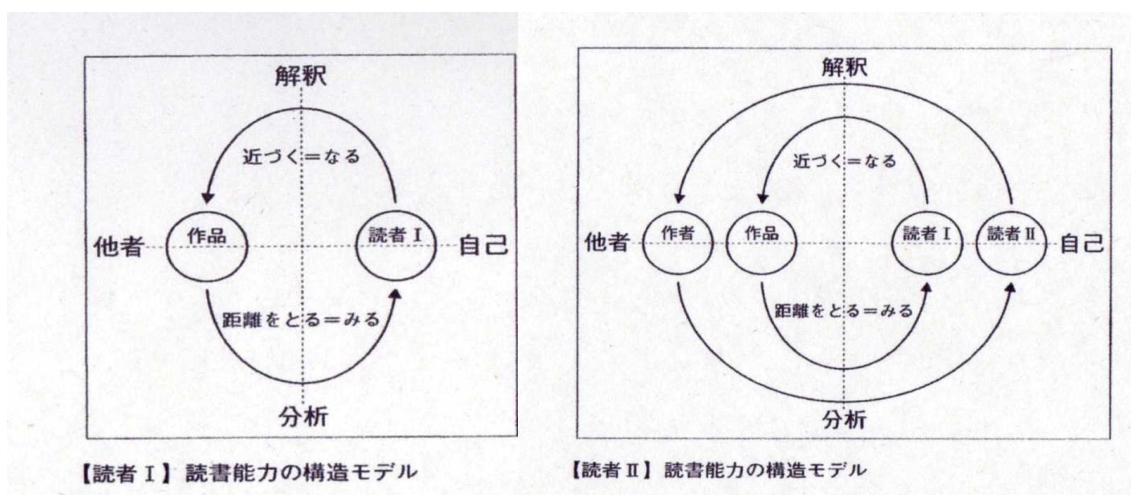 解釈
近づく＝なる
他者
作品
読者Ⅰ
自己
距離をとる＝みる
分析
【読者Ⅰ】読書能力の構造モデル
解釈
近づく＝なる
他者
作者
作品
読者Ⅰ
読者Ⅱ
自己
距離をとる＝みる
分析
【読者Ⅱ】読書能力の構造モデル